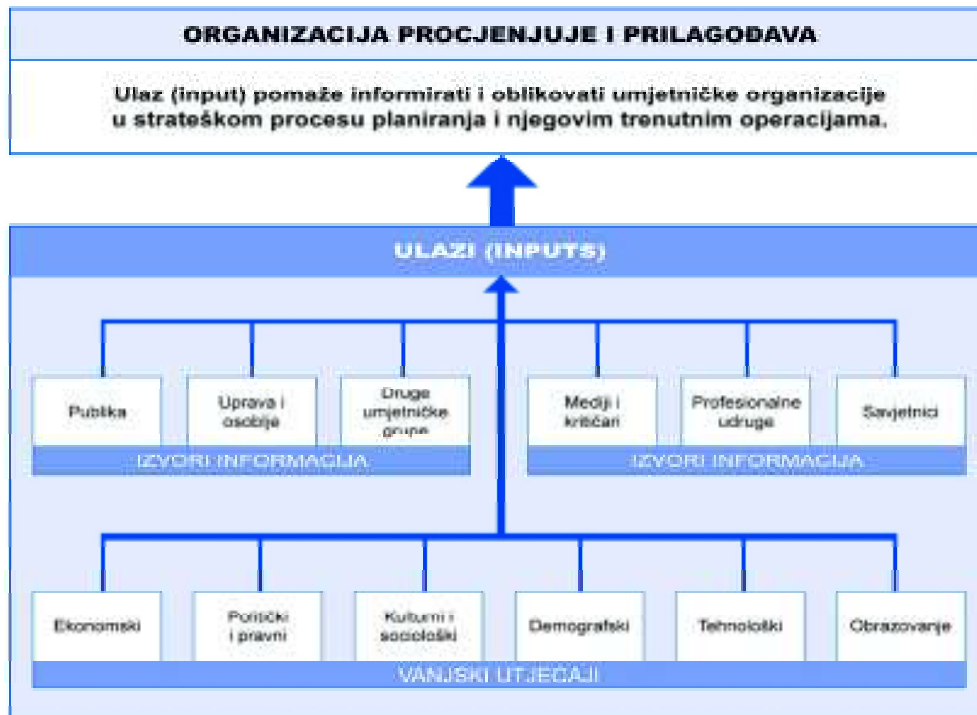 ORGANIZACIJA PROCJENJUJE I PRILAGOĐAVA
Ulaz (input) pomaže informirati i oblikovati umjetničke organizacije
u strateškom procesu planiranja i njegovim trenutnim operacijama.
ULAZI (INPUTS)
Publika
Uprava i
osoblje
Druge
umjetničke
grupe
Mediji i
kritičari
Profesionalne
udruge
Savjetnici
IZVORI INFORMACIJA
IZVORI INFORMACIJA
Ekonomski
Politički
i pravni
Kulturni i
sociološki
Demografski
Tehnološki
Obrazovanje
VANJSKI UTJECAJI